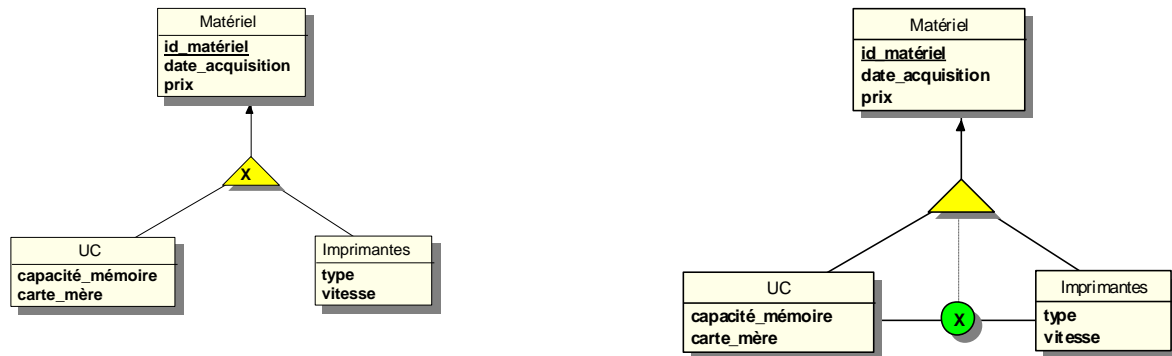 Matériel
id_matériel
date_acquisition
prix
X
UC
capacité_mémoire
carte_mère
Imprimantes
type
vitesse
Matériel
id_matériel
date_acquisition
prix
UC
capacité_mémoire
carte_mère
X
Imprimantes
type
vitesse